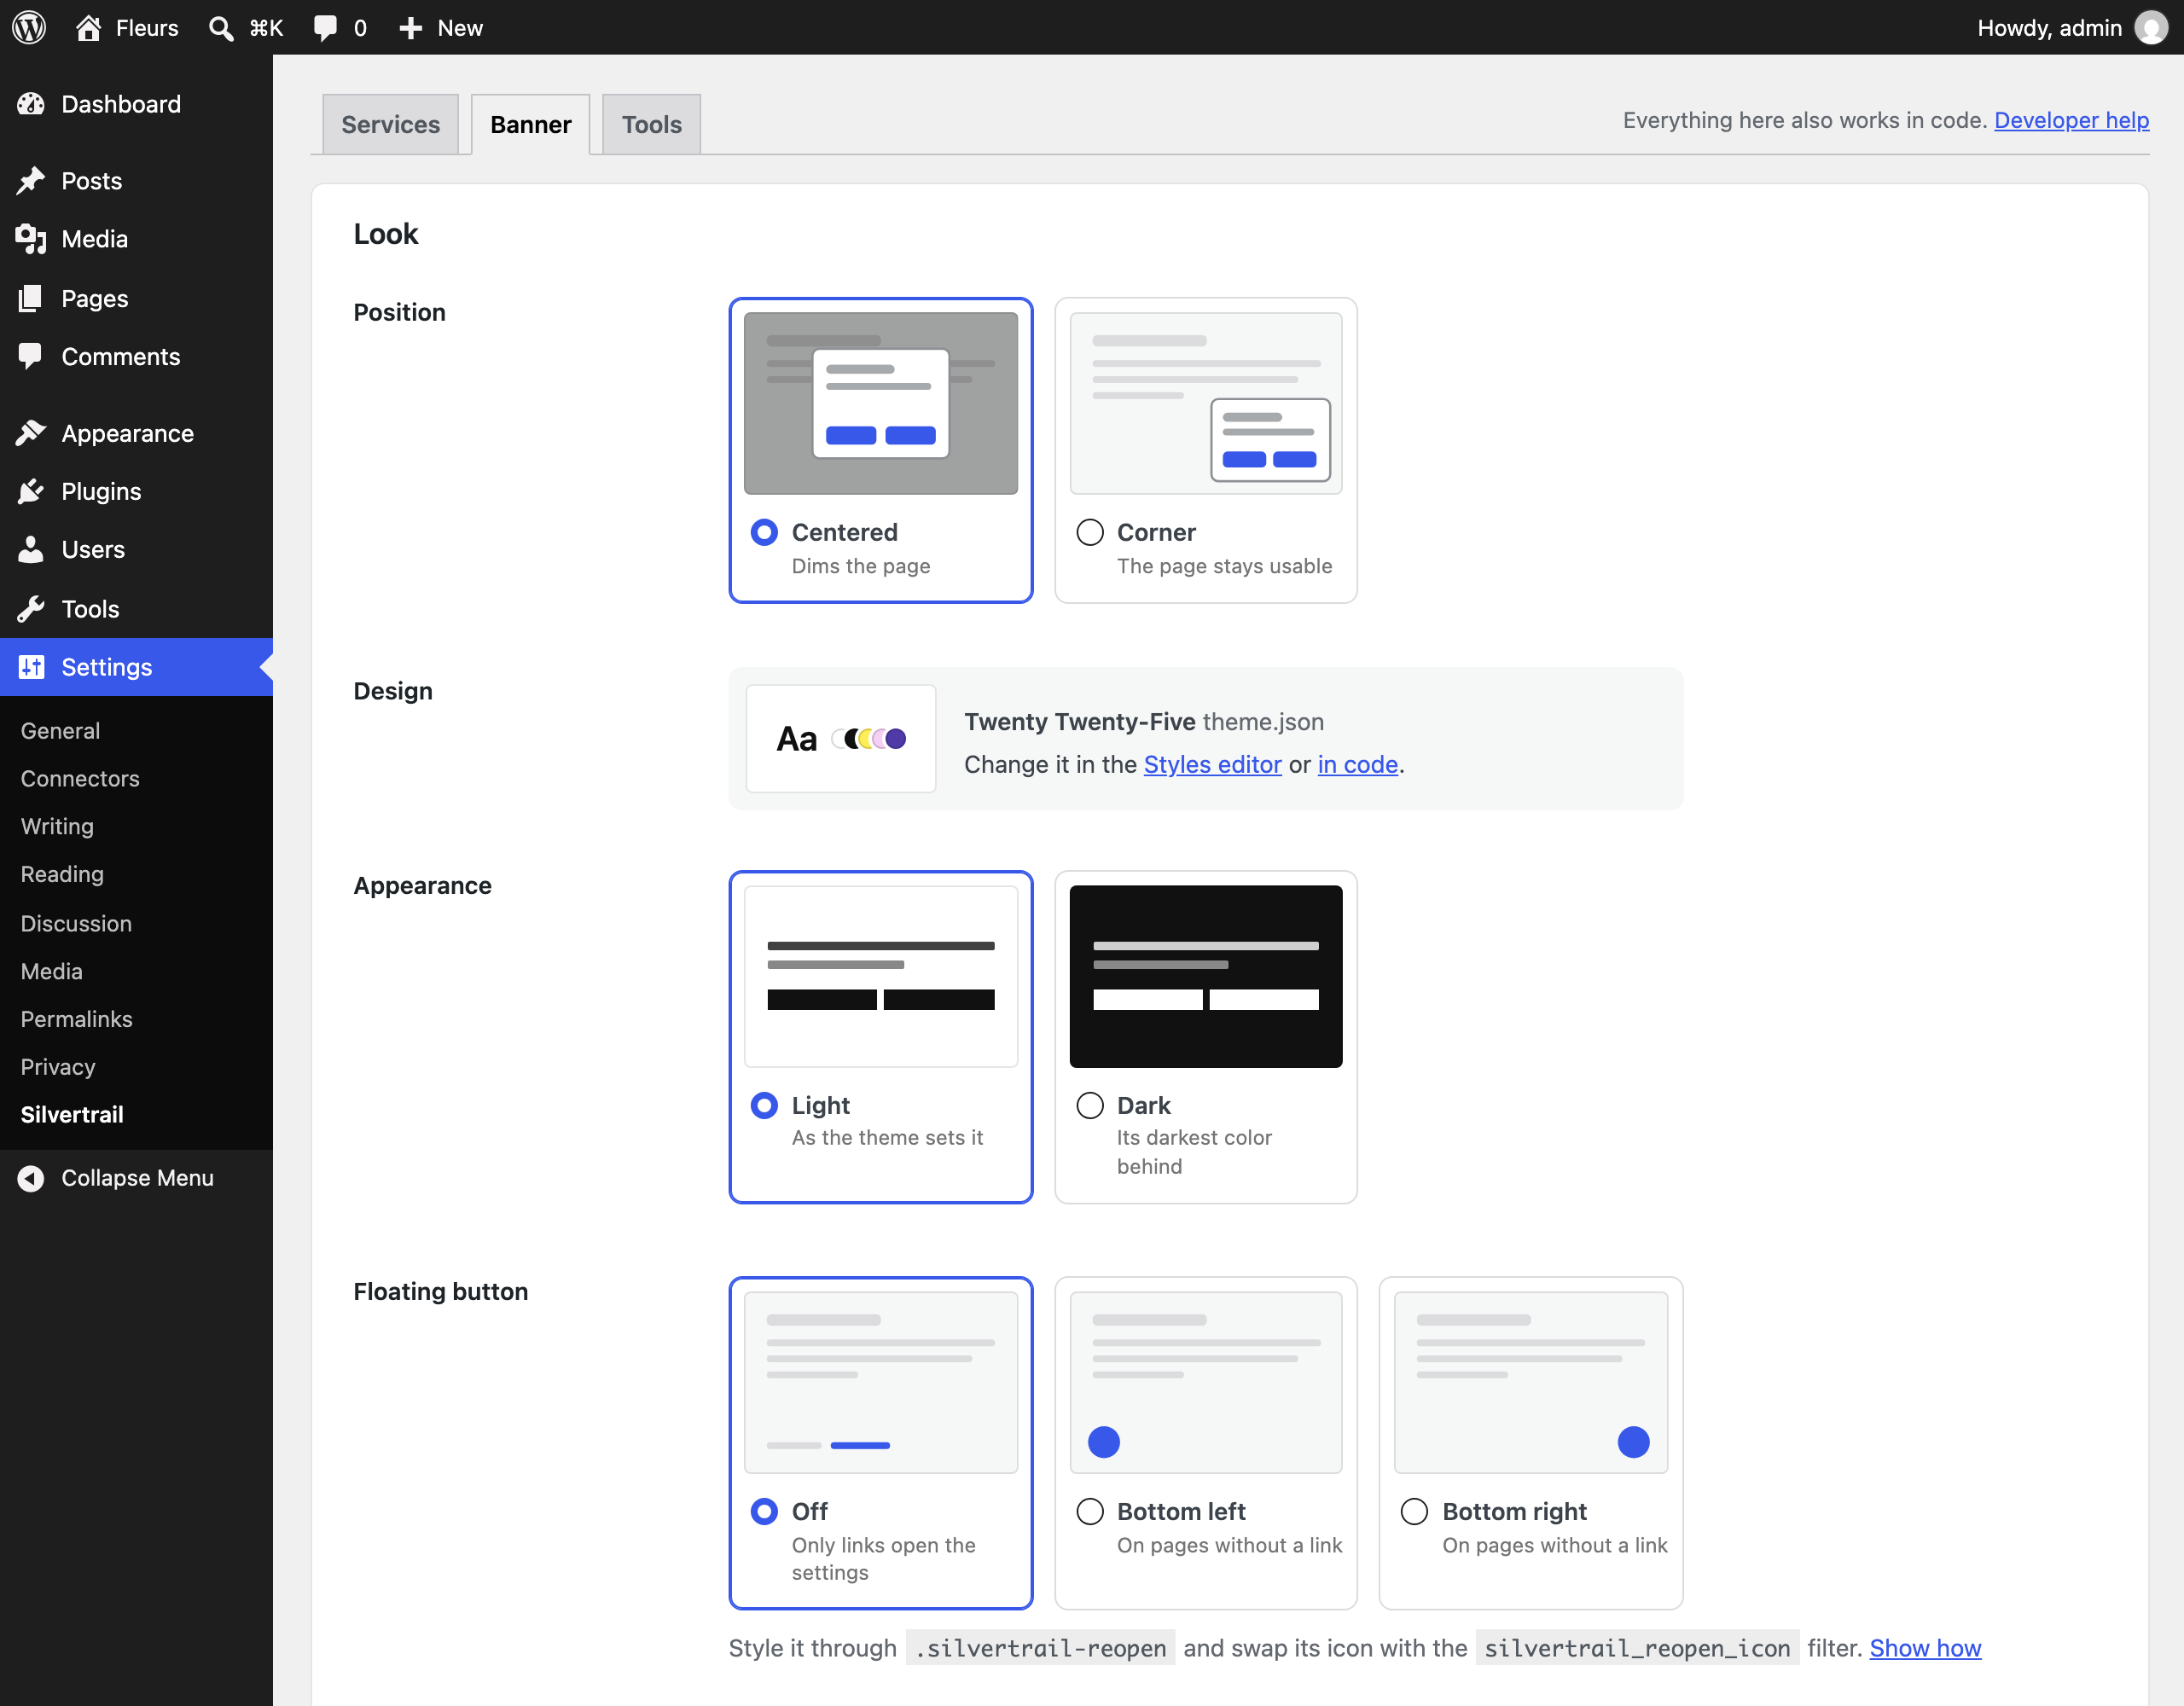 Fleurs
⌘K
0
New
Howdy, admin
Dashboard
Posts
Media
Pages
Comments
Appearance
Plugins
Users
Tools
Settings
General
Connectors
Writing
Reading
Discussion
Media
Permalinks
Privacy
Silvertrail
Collapse Menu
Services
Banner
Tools
Everything here also works in code. Developer help
Look
Position
Centered
Dims the page
Corner
The page stays usable
Design
Aa
Twenty Twenty-Five theme.json
Change it in the Styles editor or in code.
Appearance
Light
As the theme sets it
Dark
Its darkest color
behind
Floating button
Off
Only links open the
settings
Bottom left
On pages without a link
Bottom right
On pages without a link
Style it through .silvertrail-reopen and swap its icon with the silvertrail_reopen_icon filter. Show how